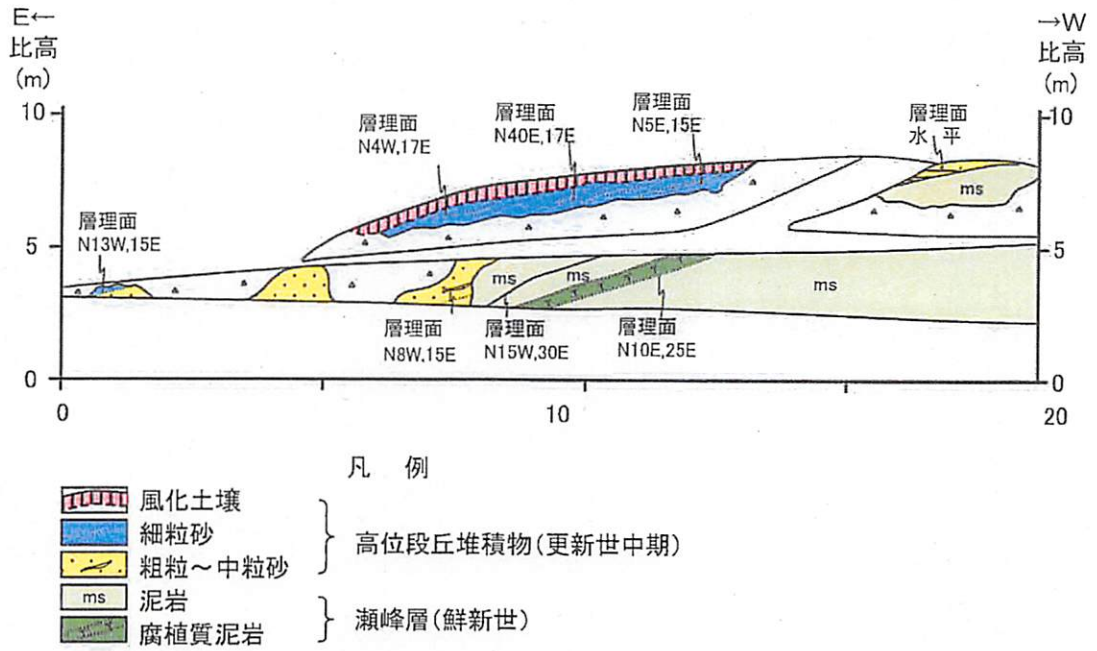 E←
比高
(m)
→W
比高
(m)
10
10
層理面
N4W,17E
層理面
N40E,17E
層理面
N5E,15E
層理面
水 平
ms
層理面
N13W,15E
5
5
ms
ms
ms
層理面
N8W,15E
層理面
N15W,30E
層理面
N10E,25E
0
0
0
10
20
凡 例
風化土壌
細粒砂
粗粒～中粒砂
高位段丘堆積物(更新世中期)
ms
泥岩
腐植質泥岩
瀬峰層(鮮新世)